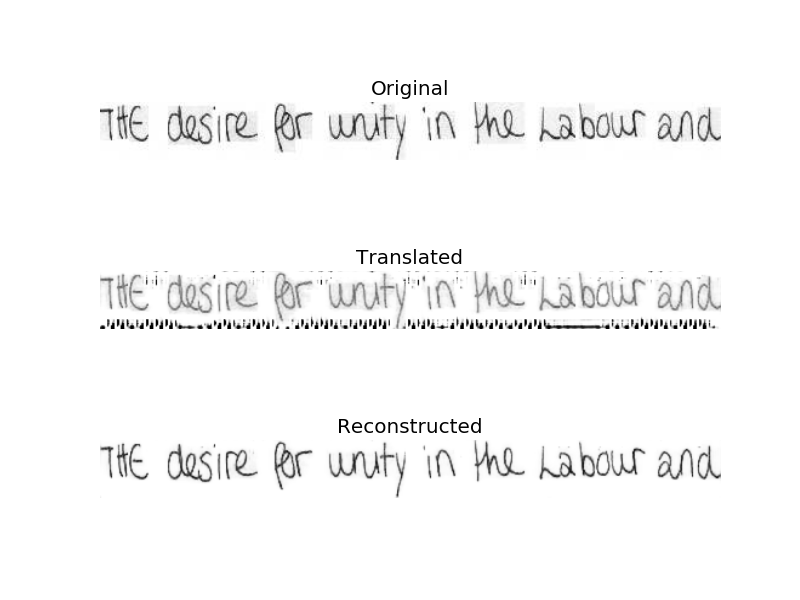 Original
THE desire for unity in the Labour and
Translated
THE desire for unity in the Labour and
Reconstructed
THE desire for unity in the Labour and